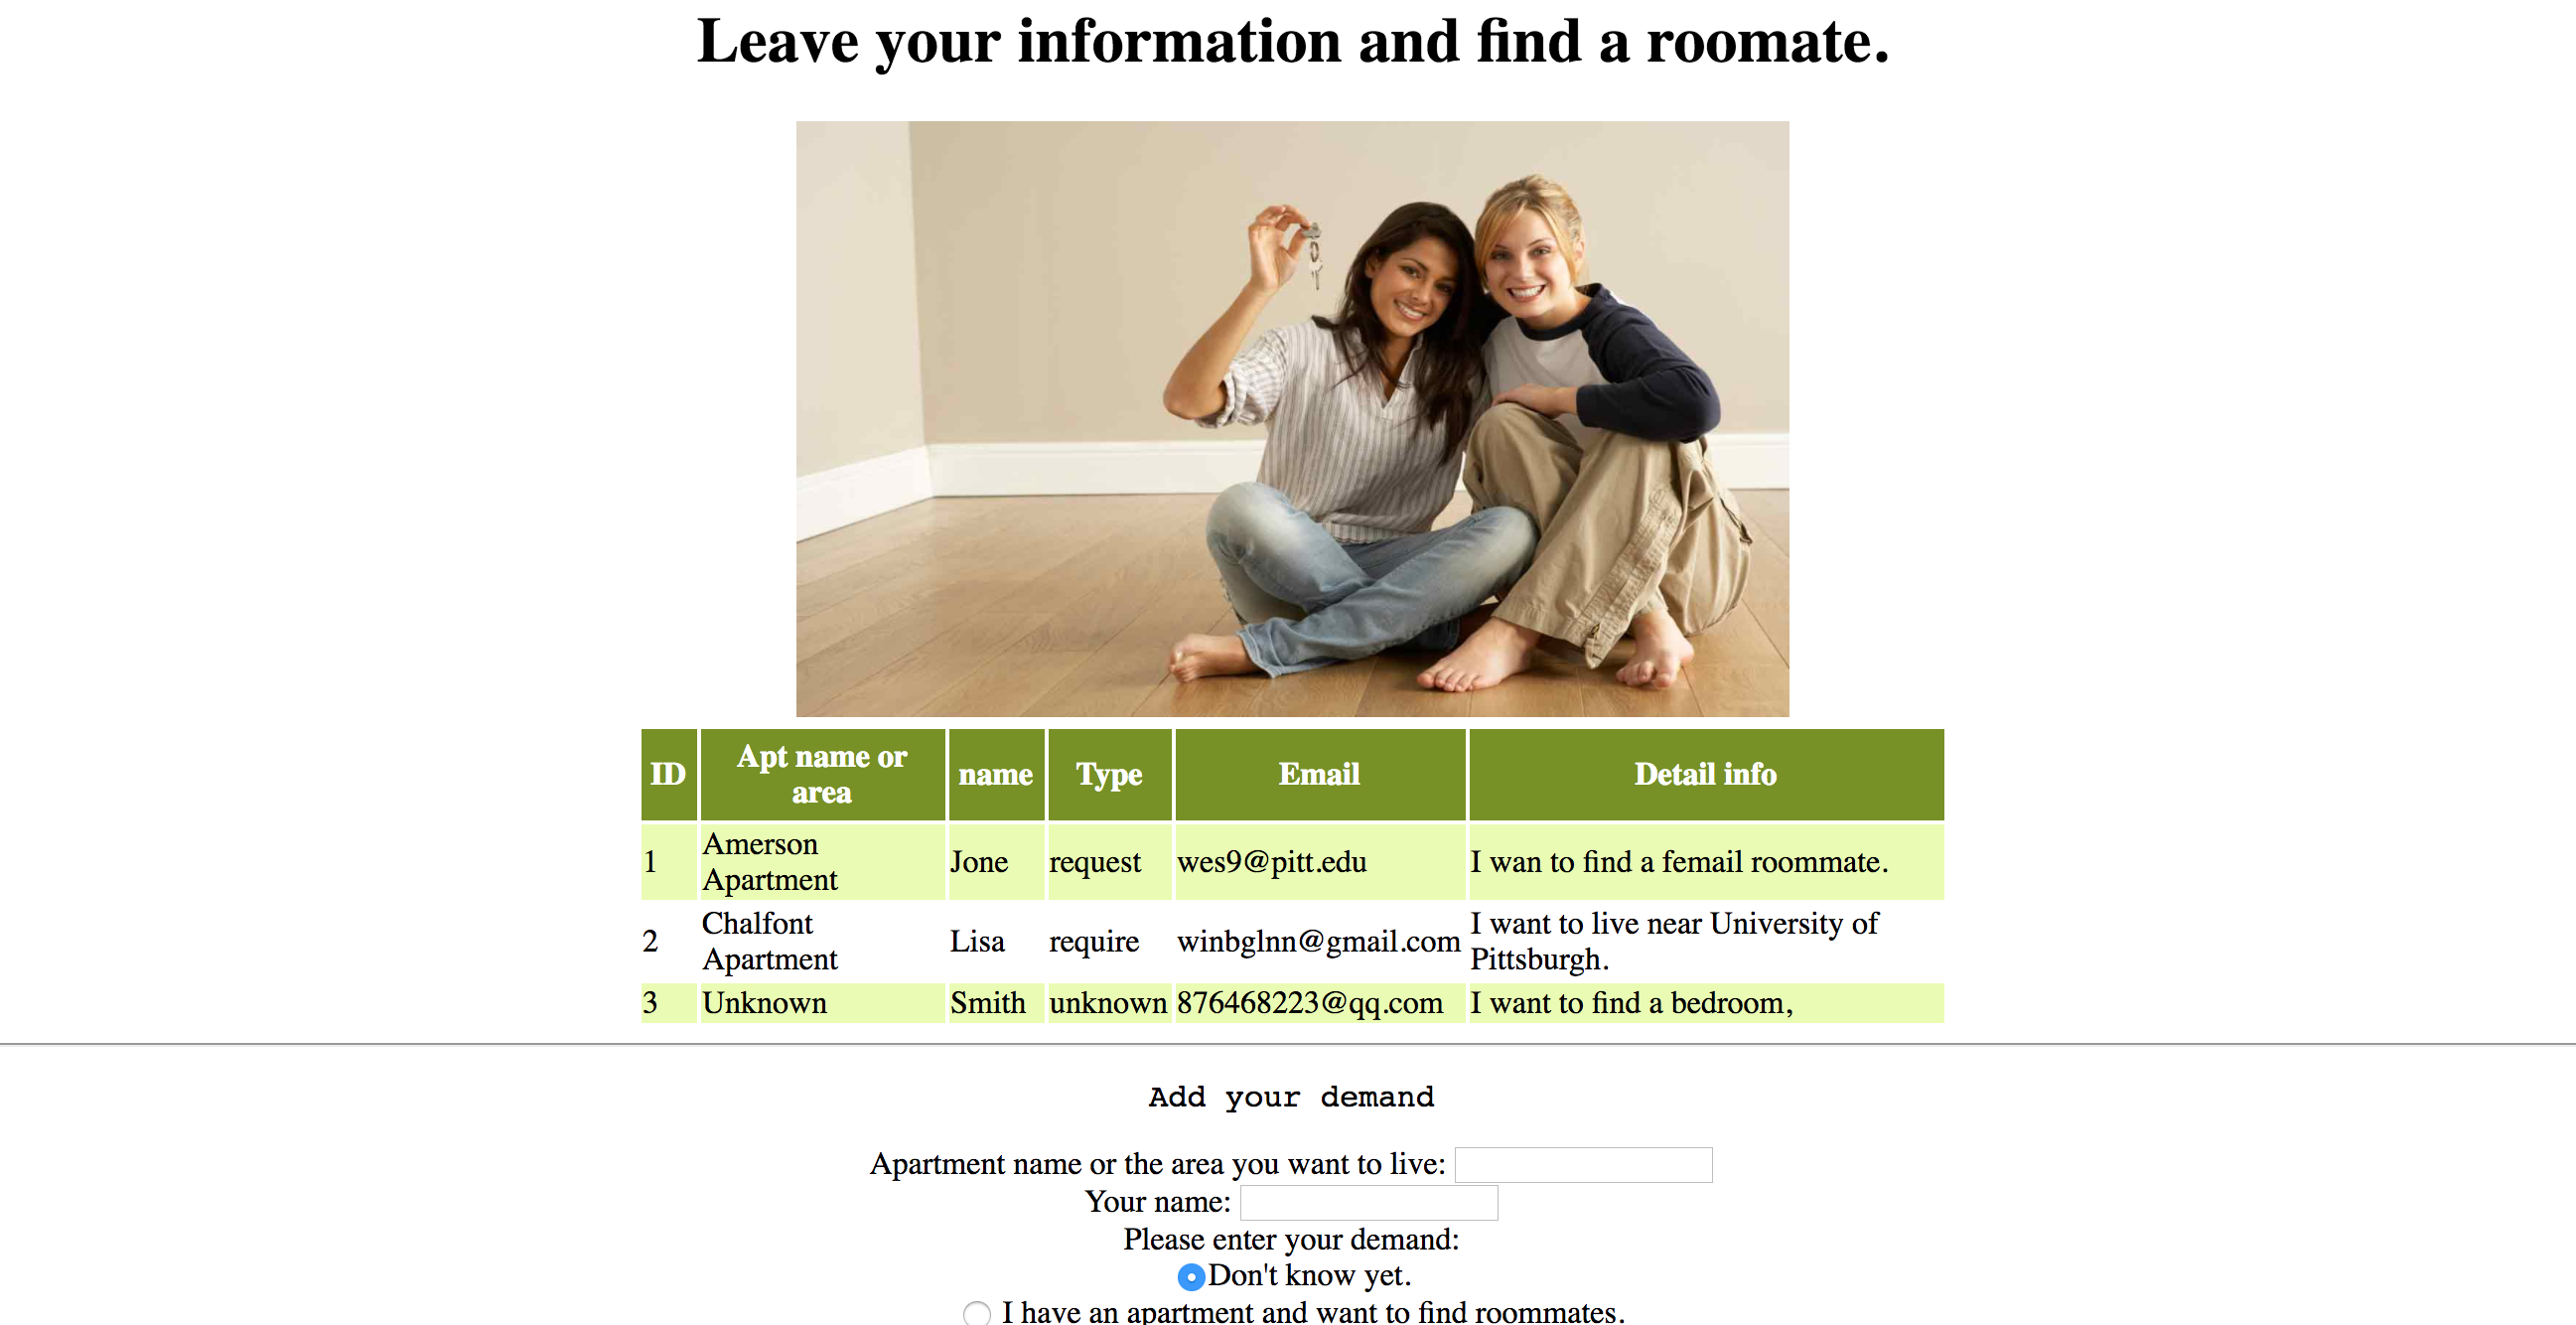 Leave your information and find a roomate.
ID
Apt name or
area
name
Type
Email
Detail info
1
Amerson
Apartment
Jone
request
wes9@pitt.edu
I wan to find a femail roommate.
2
Chalfont
Apartment
Lisa
require
winbglnn@gmail.com
I want to live near University of
Pittsburgh.
3
Unknown
Smith
unknown
876468223@qq.com
I want to find a bedroom,
Add your demand
Apartment name or the area you want to live:
Your name:
Please enter your demand:
Don't know yet.
I have an apartment and want to find roommates.